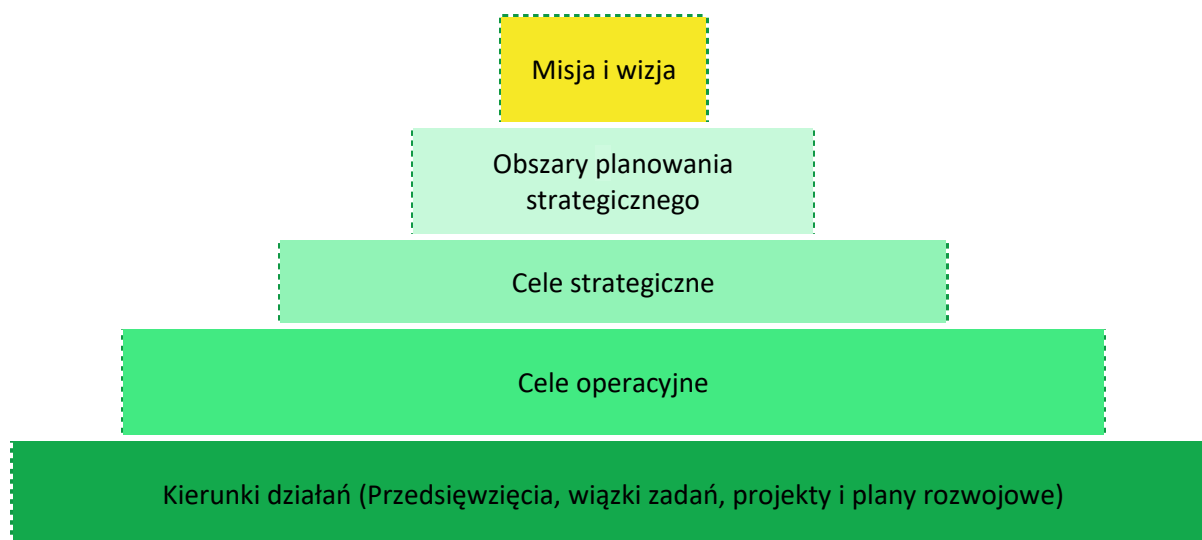 Misja i wizja
Obszary planowania
strategicznego
Cele strategiczne
Cele operacyjne
Kierunki działań (Przedsięwzięcia, wiązki zadań, projekty i plany rozwojowe)